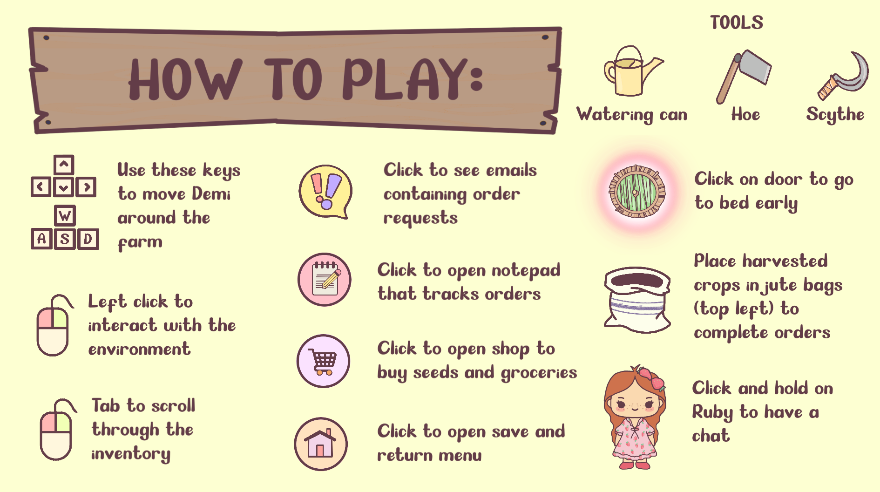 HOW TO PLAY:
TOOLS
Watering can
Hoe
Scythe
W
A S D
Use these keys
to move Demi
around the
farm
Left click to
interact with the
environment
Tab to scroll
through the
inventory
Click to see emails
containing order
requests
Click to open notepad
that tracks orders
Click to open shop to
buy seeds and groceries
Click to open save and
return menu
Click on door to go
to bed early
Place harvested
crops in jute bags
(top left) to
complete orders
Click and hold on
Ruby to have a
chat